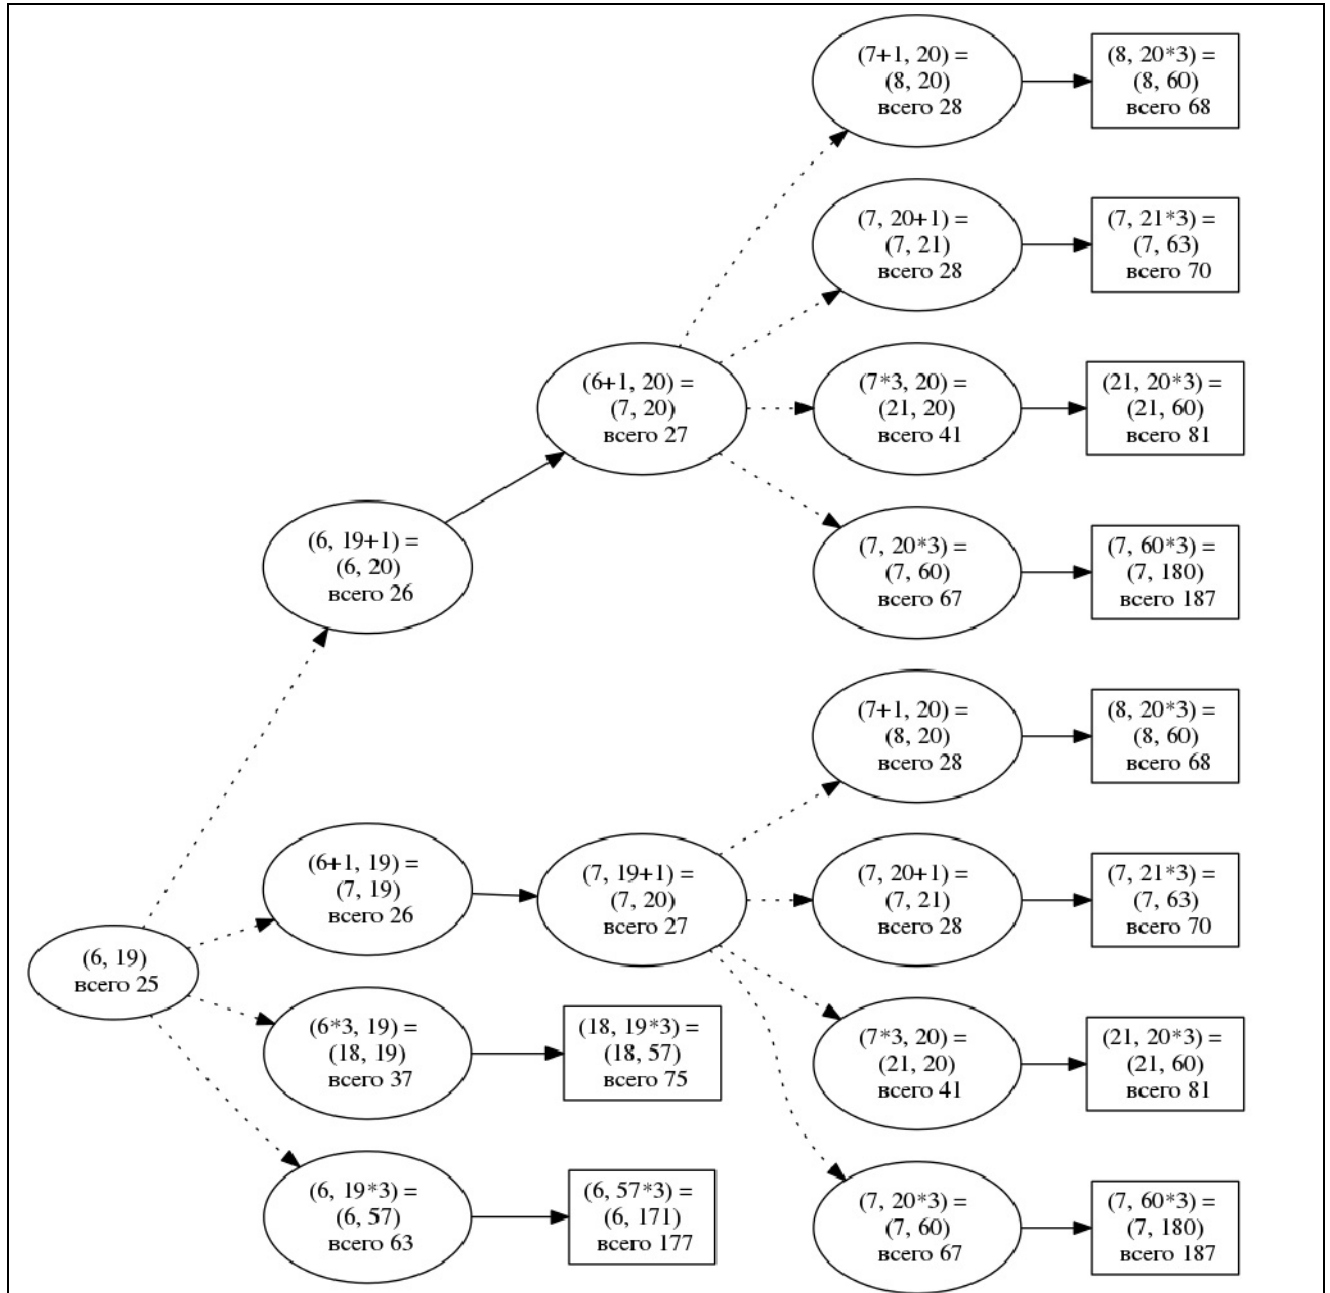 (7+1, 20) =
(8, 20)
всего 28
(8, 20*3) =
(8, 60)
всего 68
(7, 20+1) =
(7, 21)
всего 28
(7, 21*3) =
(7, 63)
всего 70
(6+1, 20) =
(7, 20)
всего 27
(7*3, 20) =
(21, 20)
всего 41
(21, 20*3) =
(21, 60)
всего 81
(6, 19+1) =
(6, 20)
всего 26
(7, 20*3) =
(7, 60)
всего 67
(7, 60*3) =
(7, 180)
всего 187
(7+1, 20) =
(8, 20)
всего 28
(8, 20*3) =
(8, 60)
всего 68
(6+1, 19) =
(7, 19)
всего 26
(7, 19+1) =
(7, 20)
всего 27
(7, 20+1) =
(7, 21)
всего 28
(7, 21*3) =
(7, 63)
всего 70
(6, 19)
всего 25
(6*3, 19) =
(18, 19)
всего 37
(18, 19*3) =
(18, 57)
всего 75
(7*3, 20) =
(21, 20)
всего 41
(21, 20*3) =
(21, 60)
всего 81
(6, 19*3) =
(6, 57)
всего 63
(6, 57*3) =
(6, 171)
всего 177
(7, 20*3) =
(7, 60)
всего 67
(7, 60*3) =
(7, 180)
всего 187